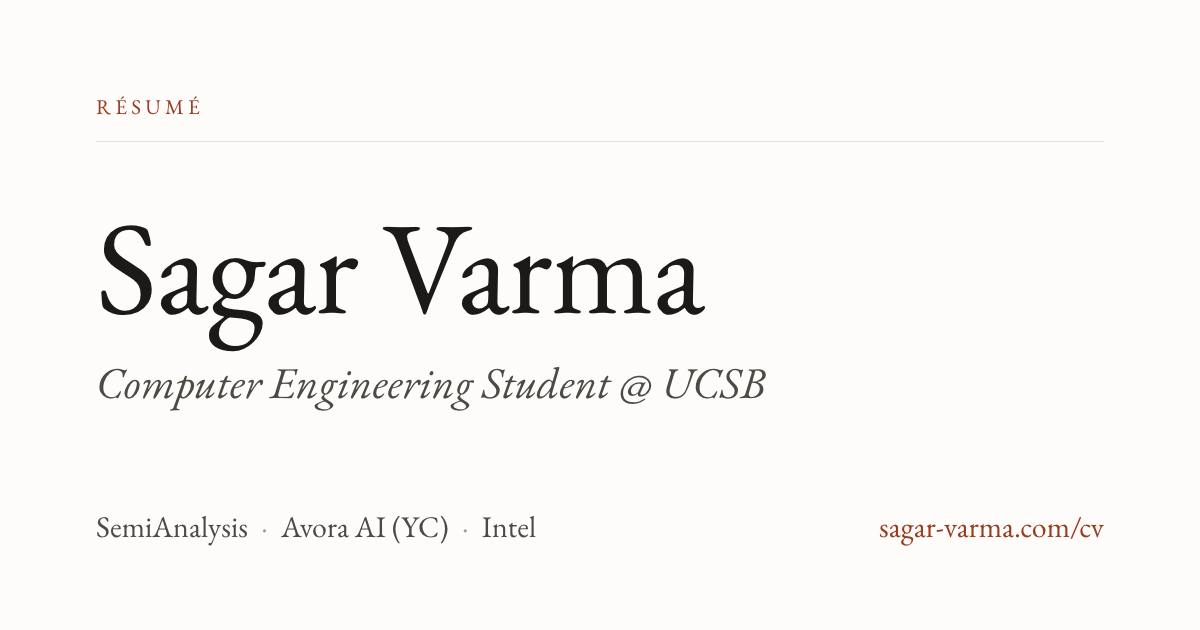 RÉSUMÉ
Sagar Varma
Computer Engineering Student @ UCSB
SemiAnalysis · Avora AI (YC) · Intel
sagar-varma.com/cv